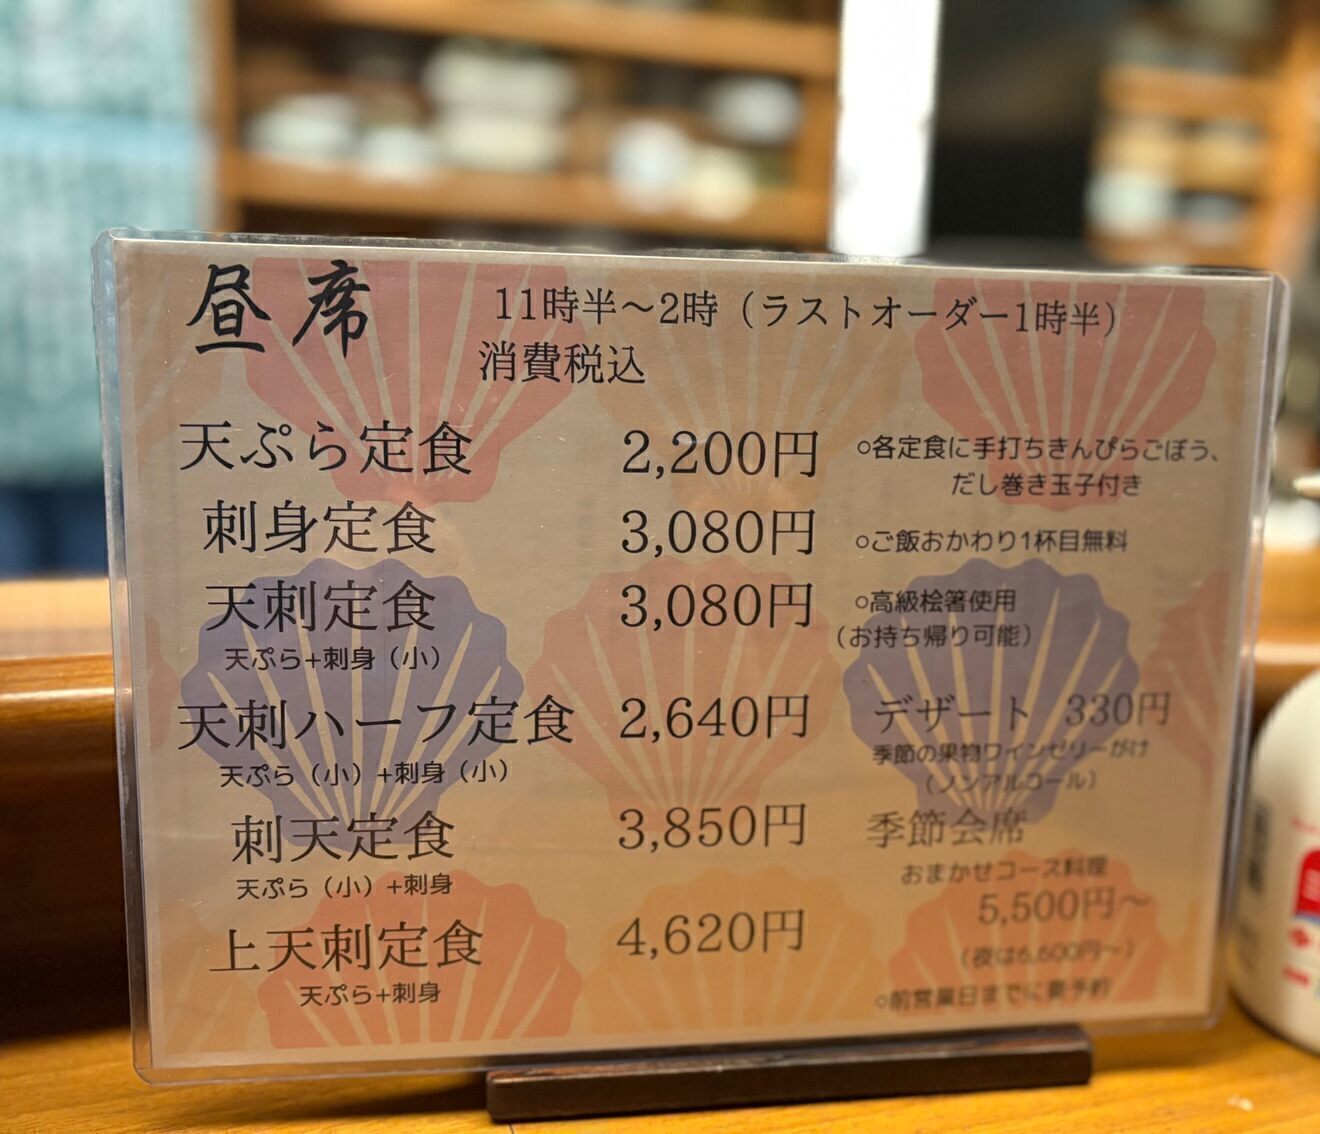 昼席
11時半〜2時（ラストオーダー1時半）
消費税込
天ぷら定食 2,200円
刺身定食 3,080円
天刺定食 3,080円
天ぷら+刺身（小）
天刺ハーフ定食 2,640円
天ぷら（小）+刺身（小）
刺天定食 3,850円
天ぷら（小）+刺身
上天刺定食 4,620円
天ぷら+刺身
○各定食に手打ちきんぴらごぼう、
だし巻き玉子付き
○ご飯おかわり1杯目無料
○高級桧箸使用
（お持ち帰り可能）
デザート 330円
季節の果物ワインゼリーがけ
（ノンアルコール）
季節会席
おまかせコース料理
5,500円〜
（夜は6,600円〜）
○前営業日までに要予約